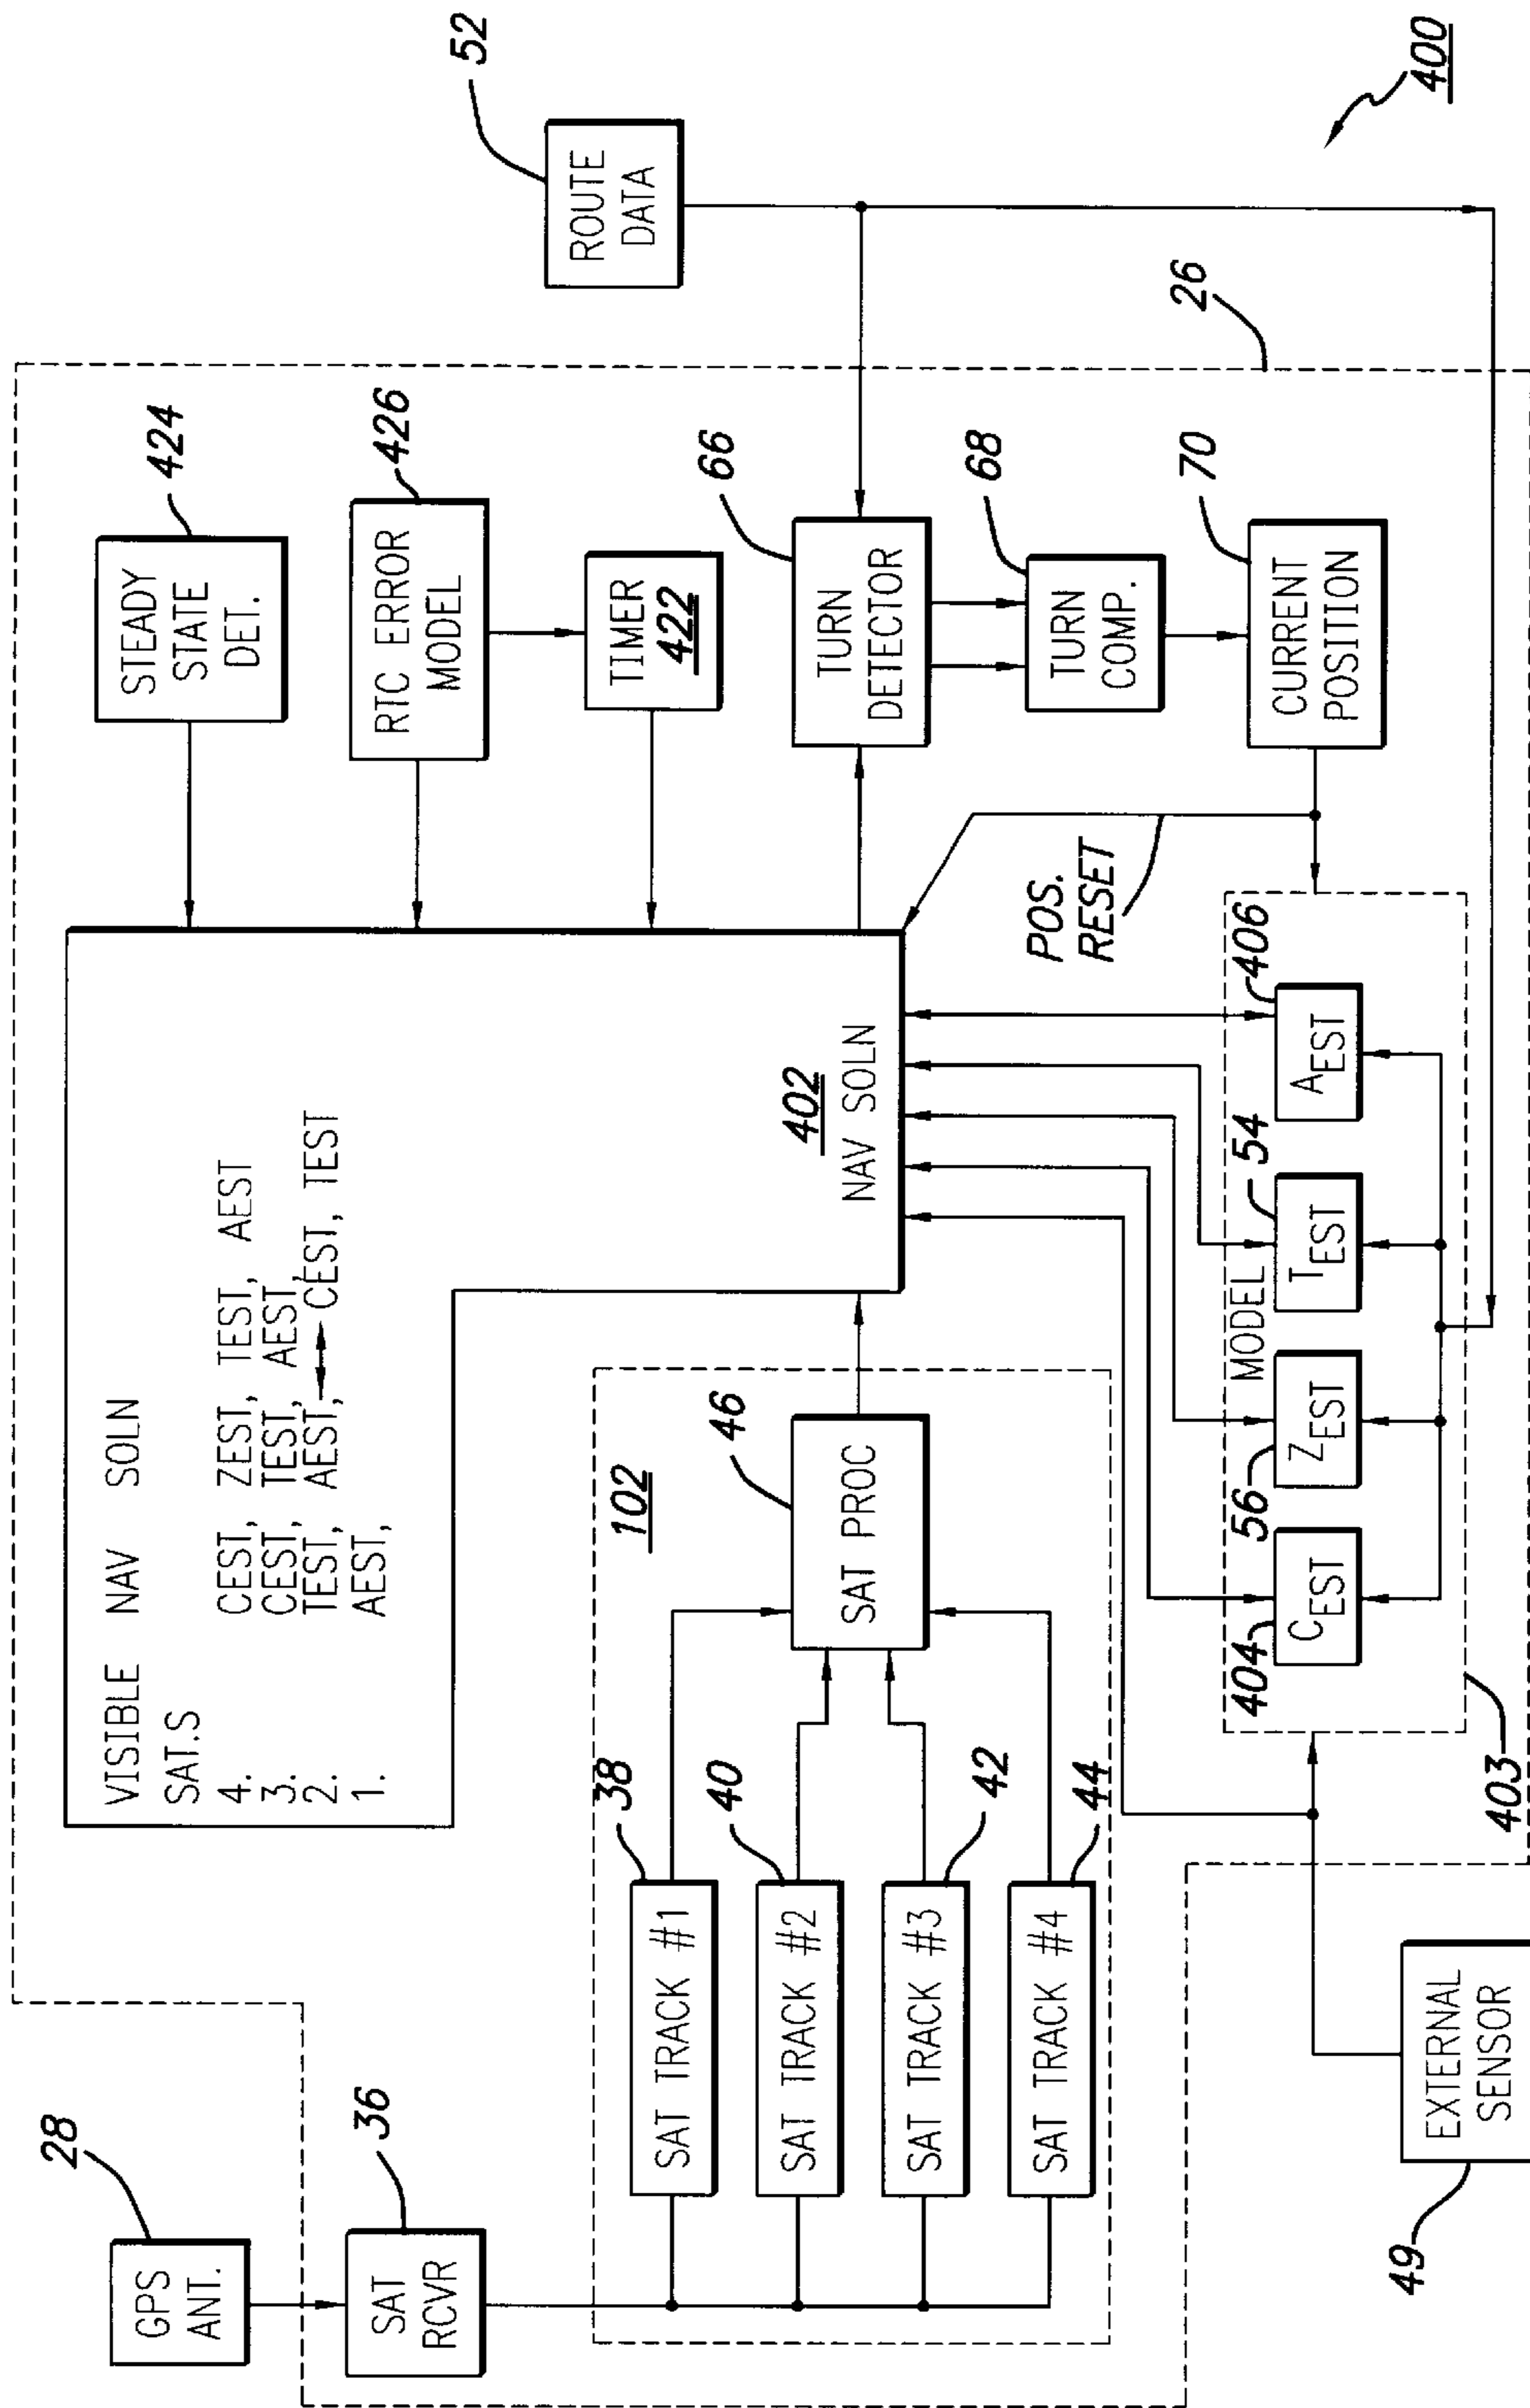 GPS
ANT.
28
SAT
RCVR
36
VISIBLE NAV SOLN
SAT.S
4. CEST, ZEST, TEST, AEST
3. CEST, TEST, AEST,
2. TEST, AEST,
1. AEST, CEST, TEST
402
NAV SOLN
STEADY
STATE
DET.
424
RTC ERROR
MODEL
426
TIMER
422
ROUTE
DATA
52
TURN
DETECTOR
66
TURN
COMP.
68
CURRENT
POSITION
70
26
400
POS.
RESET
102
SAT TRACK #1
38
SAT TRACK #2
40
SAT TRACK #3
42
SAT TRACK #4
44
SAT PROC
46
MODEL
404
CEST
56
ZEST
54
TEST
406
AEST
403
EXTERNAL
SENSOR
49